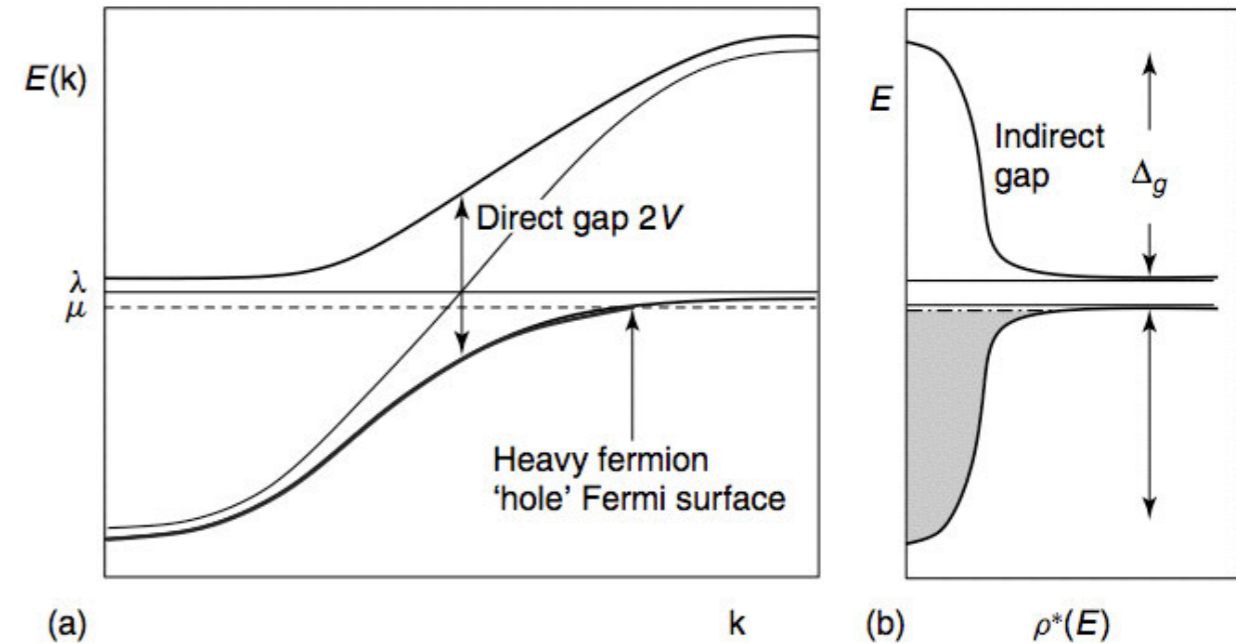 E(k)
λ
μ
Direct gap 2V
Heavy fermion
‘hole’ Fermi surface
(a)
k
E
Indirect
gap
Δg
(b)
ρ*(E)